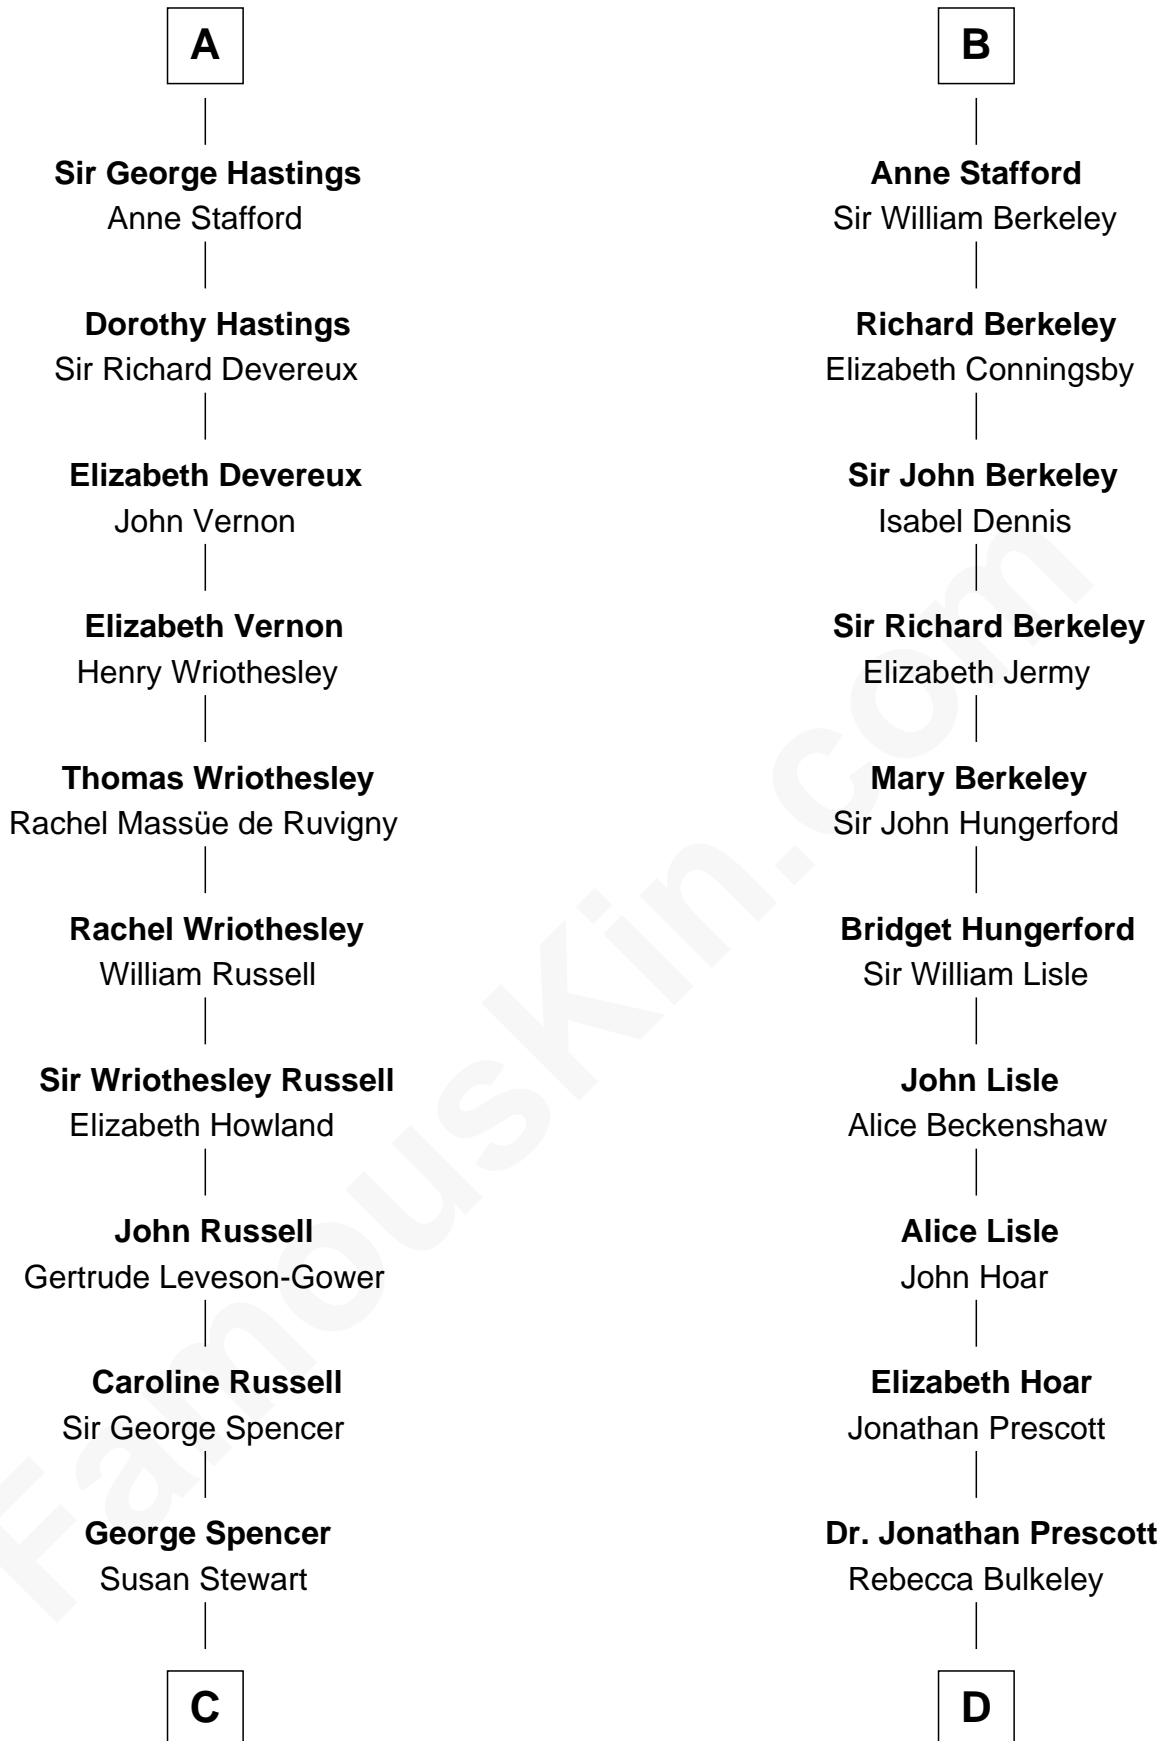 A
Sir George Hastings
Anne Stafford
Dorothy Hastings
Sir Richard Devereux
Elizabeth Devereux
John Vernon
Elizabeth Vernon
Henry Wriothesley
Thomas Wriothesley
Rachel Massüe de Ruvigny
Rachel Wriothesley
William Russell
Sir Wriothesley Russell
Elizabeth Howland
John Russell
Gertrude Leveson-Gower
Caroline Russell
Sir George Spencer
George Spencer
Susan Stewart
C
B
Anne Stafford
Sir William Berkeley
Richard Berkeley
Elizabeth Conningsby
Sir John Berkeley
Isabel Dennis
Sir Richard Berkeley
Elizabeth Jermy
Mary Berkeley
Sir John Hungerford
Bridget Hungerford
Sir William Lisle
John Lisle
Alice Beckenshaw
Alice Lisle
John Hoar
Elizabeth Hoar
Jonathan Prescott
Dr. Jonathan Prescott
Rebecca Bulkeley
D
FamousKin.com